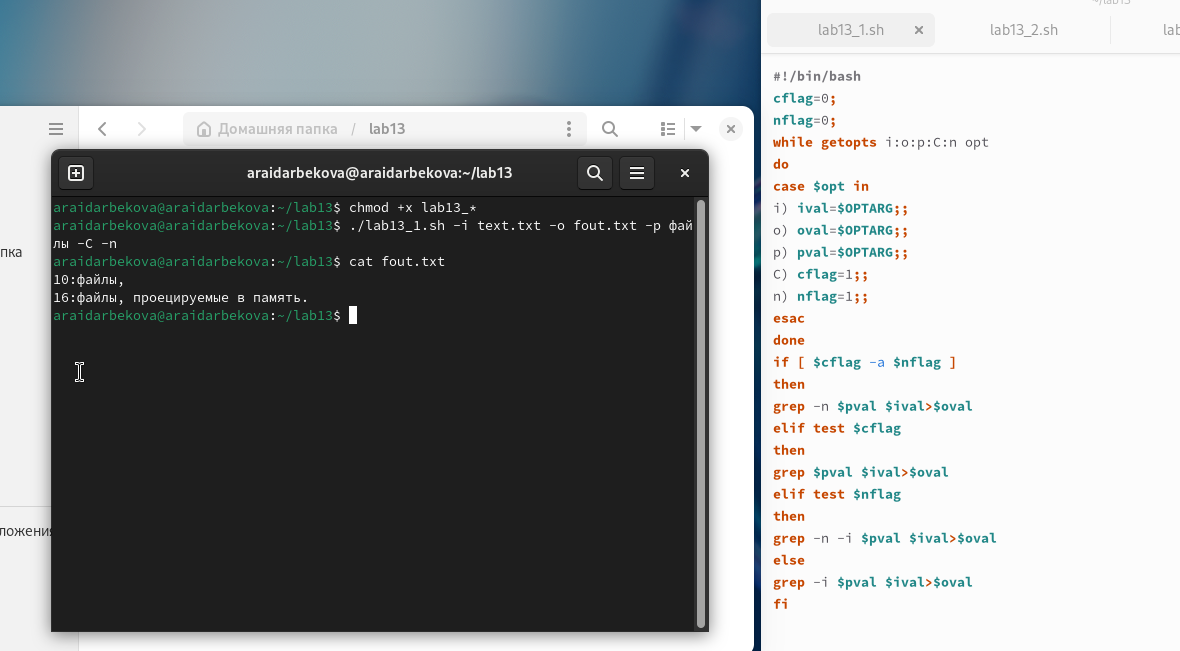 Домашняя папка / lab13
araidarbekova@araidarbekova:~/lab13
araidarbekova@araidarbekova:~/lab13$ chmod +x lab13_*
araidarbekova@araidarbekova:~/lab13$ ./lab13_1.sh -i text.txt -o fout.txt -p фай
лы -C -n
araidarbekova@araidarbekova:~/lab13$ cat fout.txt
10:файлы,
16:файлы, проецируемые в память.
araidarbekova@araidarbekova:~/lab13$
пка
ложения
~/lab13
lab13_1.sh
lab13_2.sh
lab
#!/bin/bash
cflag=0;
nflag=0;
while getopts i:o:p:C:n opt
do
case $opt in
i) ival=$OPTARG;;
o) oval=$OPTARG;;
p) pval=$OPTARG;;
C) cflag=1;;
n) nflag=1;;
esac
done
if [ $cflag -a $nflag ]
then
grep -n $pval $ival>$oval
elif test $cflag
then
grep $pval $ival>$oval
elif test $nflag
then
grep -n -i $pval $ival>$oval
else
grep -i $pval $ival>$oval
fi